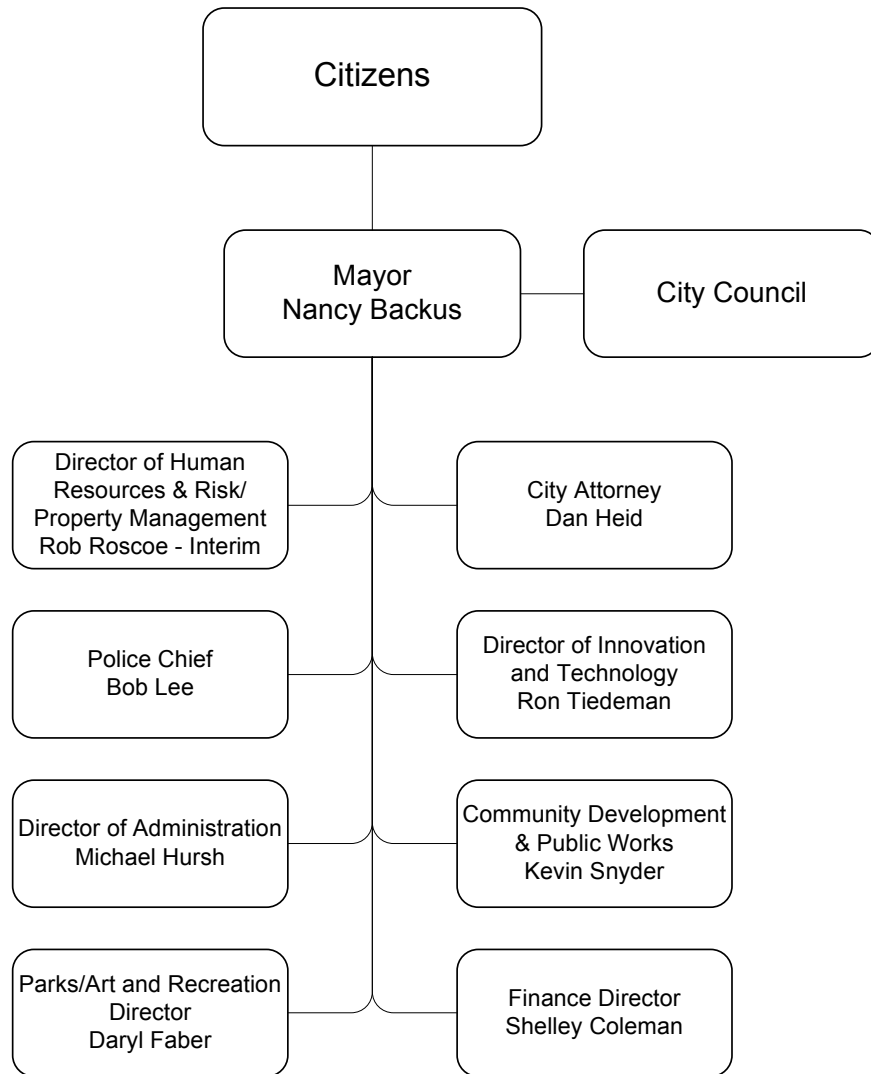 Citizens
Mayor
Nancy Backus
City Council
Director of Human
Resources & Risk/
Property Management
Rob Roscoe - Interim
City Attorney
Dan Heid
Police Chief
Bob Lee
Director of Innovation
and Technology
Ron Tiedeman
Director of Administration
Michael Hursh
Community Development
& Public Works
Kevin Snyder
Parks/Art and Recreation
Director
Daryl Faber
Finance Director
Shelley Coleman